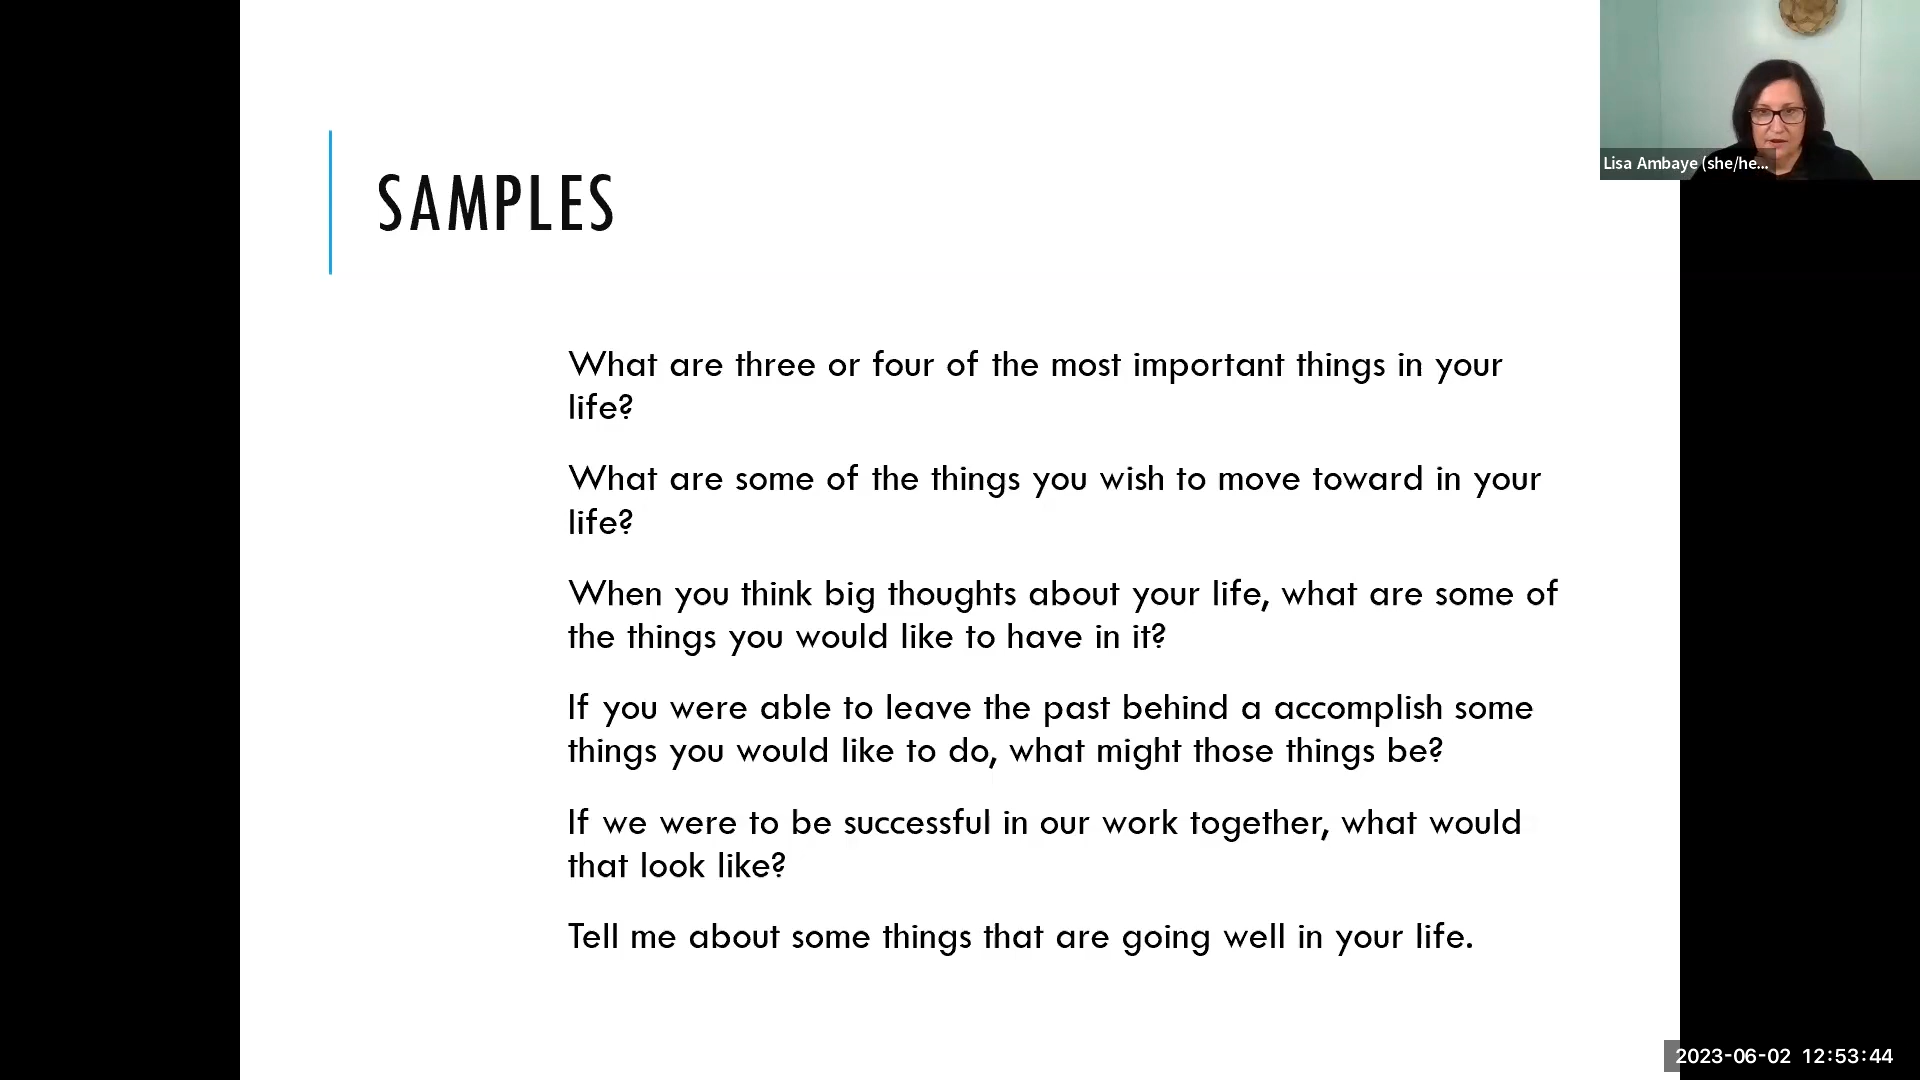 SAMPLES
Lisa Ambaye (she/he...
What are three or four of the most important things in your
life?
What are some of the things you wish to move toward in your
life?
When you think big thoughts about your life, what are some of
the things you would like to have in it?
If you were able to leave the past behind a accomplish some
things you would like to do, what might those things be?
If we were to be successful in our work together, what would
that look like?
Tell me about some things that are going well in your life.
2023-06-02 12:53:44